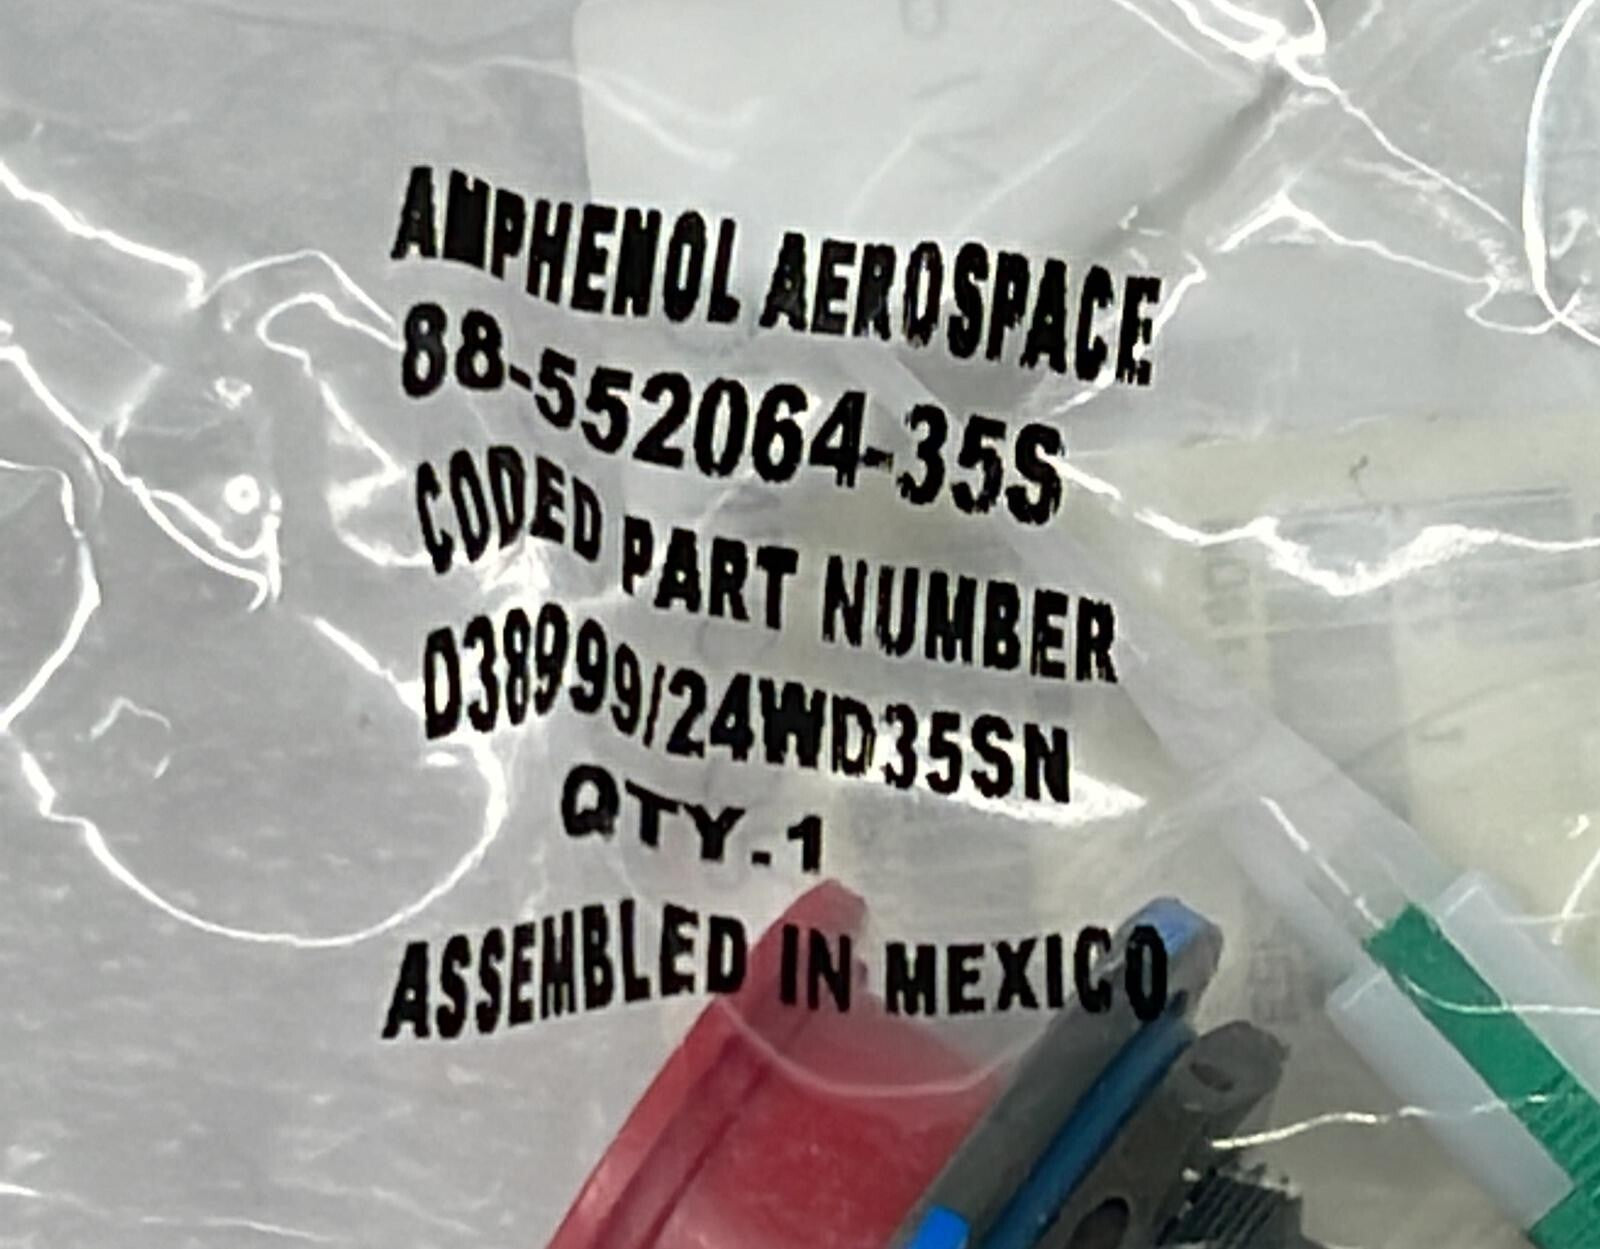 AMPHENOL AEROSPACE
88-552064-35S
CODED PART NUMBER
D38999/24WD35SN
QTY.1
ASSEMBLED IN MEXICO